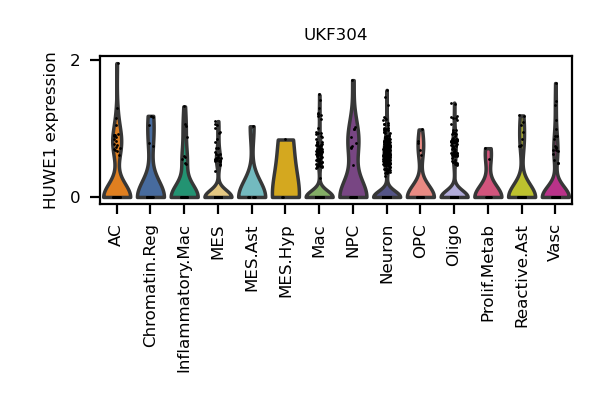 UKF304
HUWE1 expression
2
0
AC
Chromatin.Reg
Inflammatory.Mac
MES
MES.Ast
MES.Hyp
Mac
NPC
Neuron
OPC
Oligo
Prolif.Metab
Reactive.Ast
Vasc